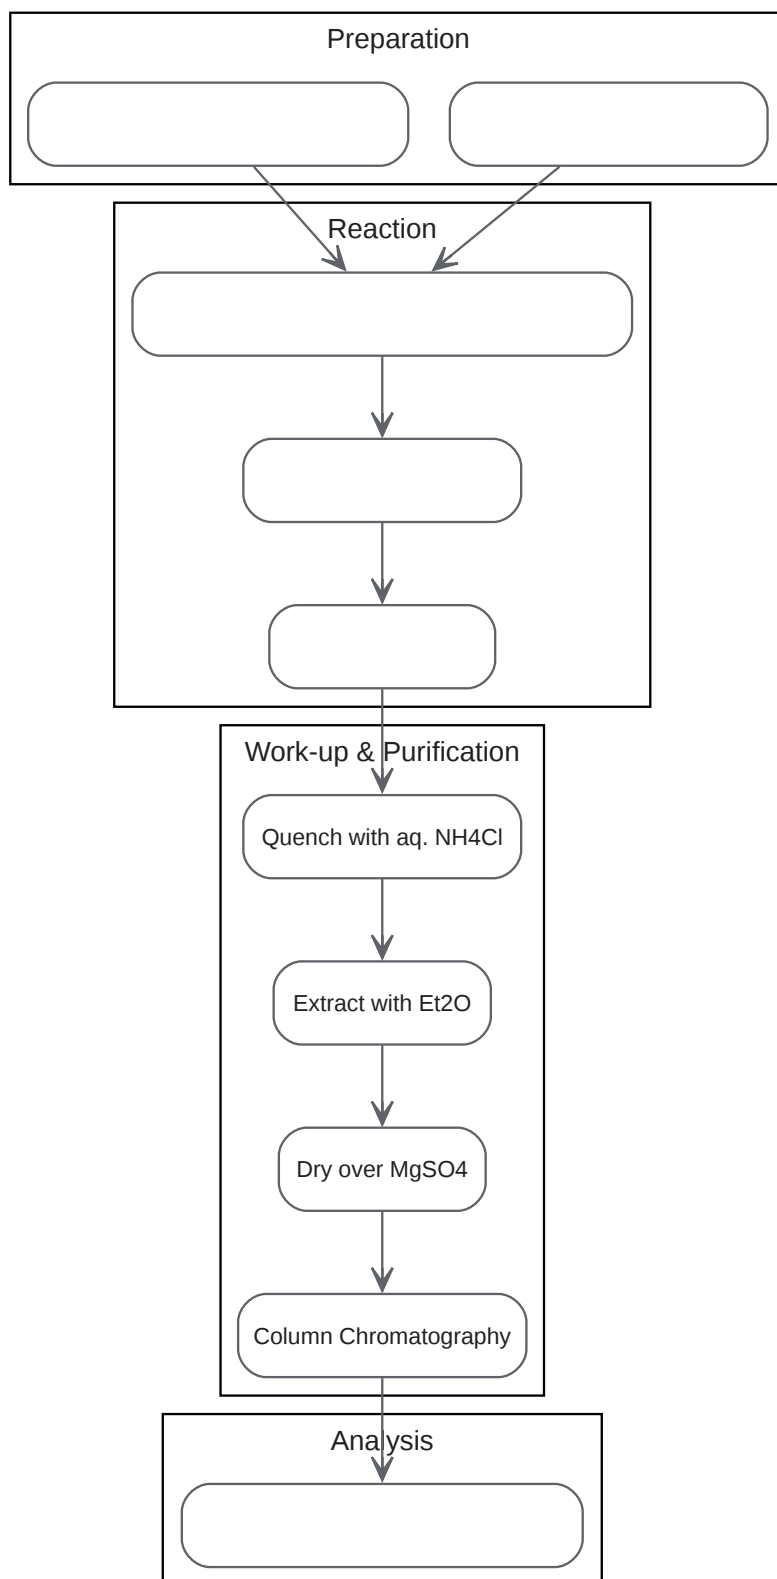 Preparation
Reaction
Work-up & Purification
Quench with aq. NH4Cl
Extract with Et2O
Dry over MgSO4
Column Chromatography
Analysis